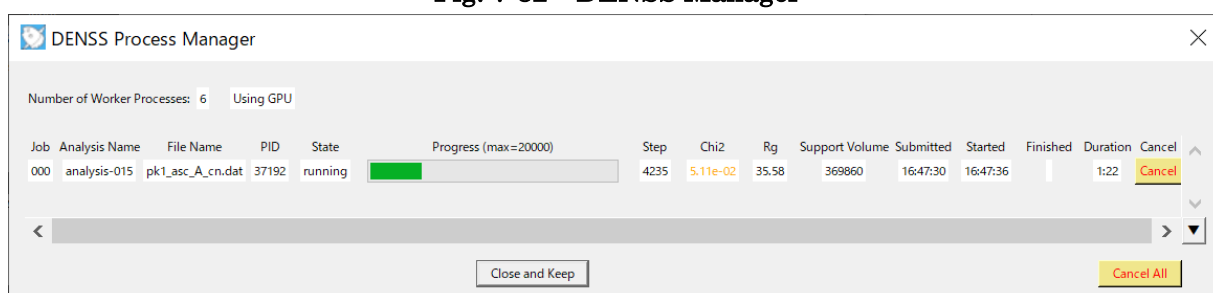 DENSS Process Manager
Number of Worker Processes: 6 Using GPU
Job Analysis Name File Name PID State Progress (max=20000) Step Chi2 Rg Support Volume Submitted Started Finished Duration Cancel
000 analysis-015 pk1_asc_A_cn.dat 37192 running 4235 5.11e-02 35.58 369860 16:47:30 16:47:36 1:22 Cancel
Close and Keep Cancel All